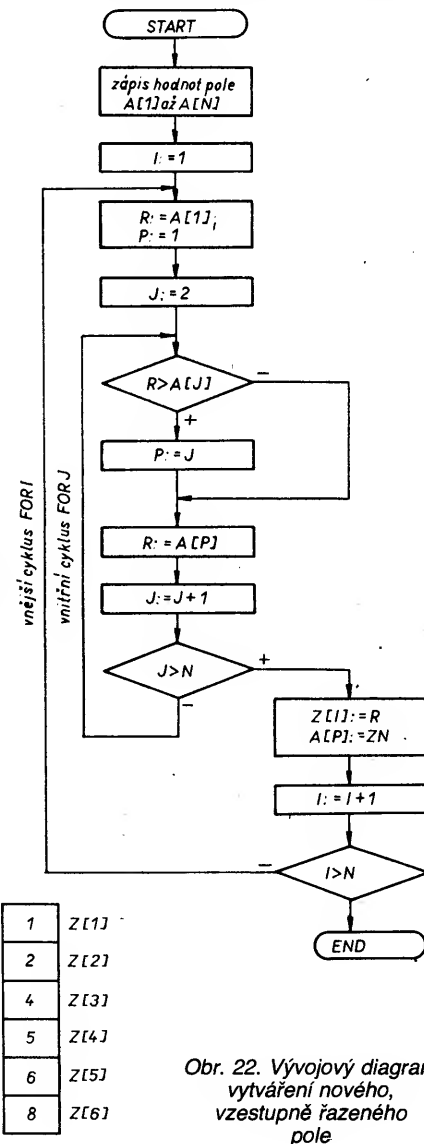 START
zápis hodnot pole
A[1] až A[N]
I:=1
R:=A[1];
P:=1
J:=2
R>A[J]
−
+
P:=J
R:=A[P]
J:=J+1
J>N
+
−
Z[I]:=R
A[P]:=ZN
I:=I+1
I>N
−
END
vnější cyklus FOR I
vnitřní cyklus FOR J
1 Z[1]
2 Z[2]
4 Z[3]
5 Z[4]
6 Z[5]
8 Z[6]
Obr. 22. Vývojový diagram
vytváření nového,
vzestupně řazeného
pole